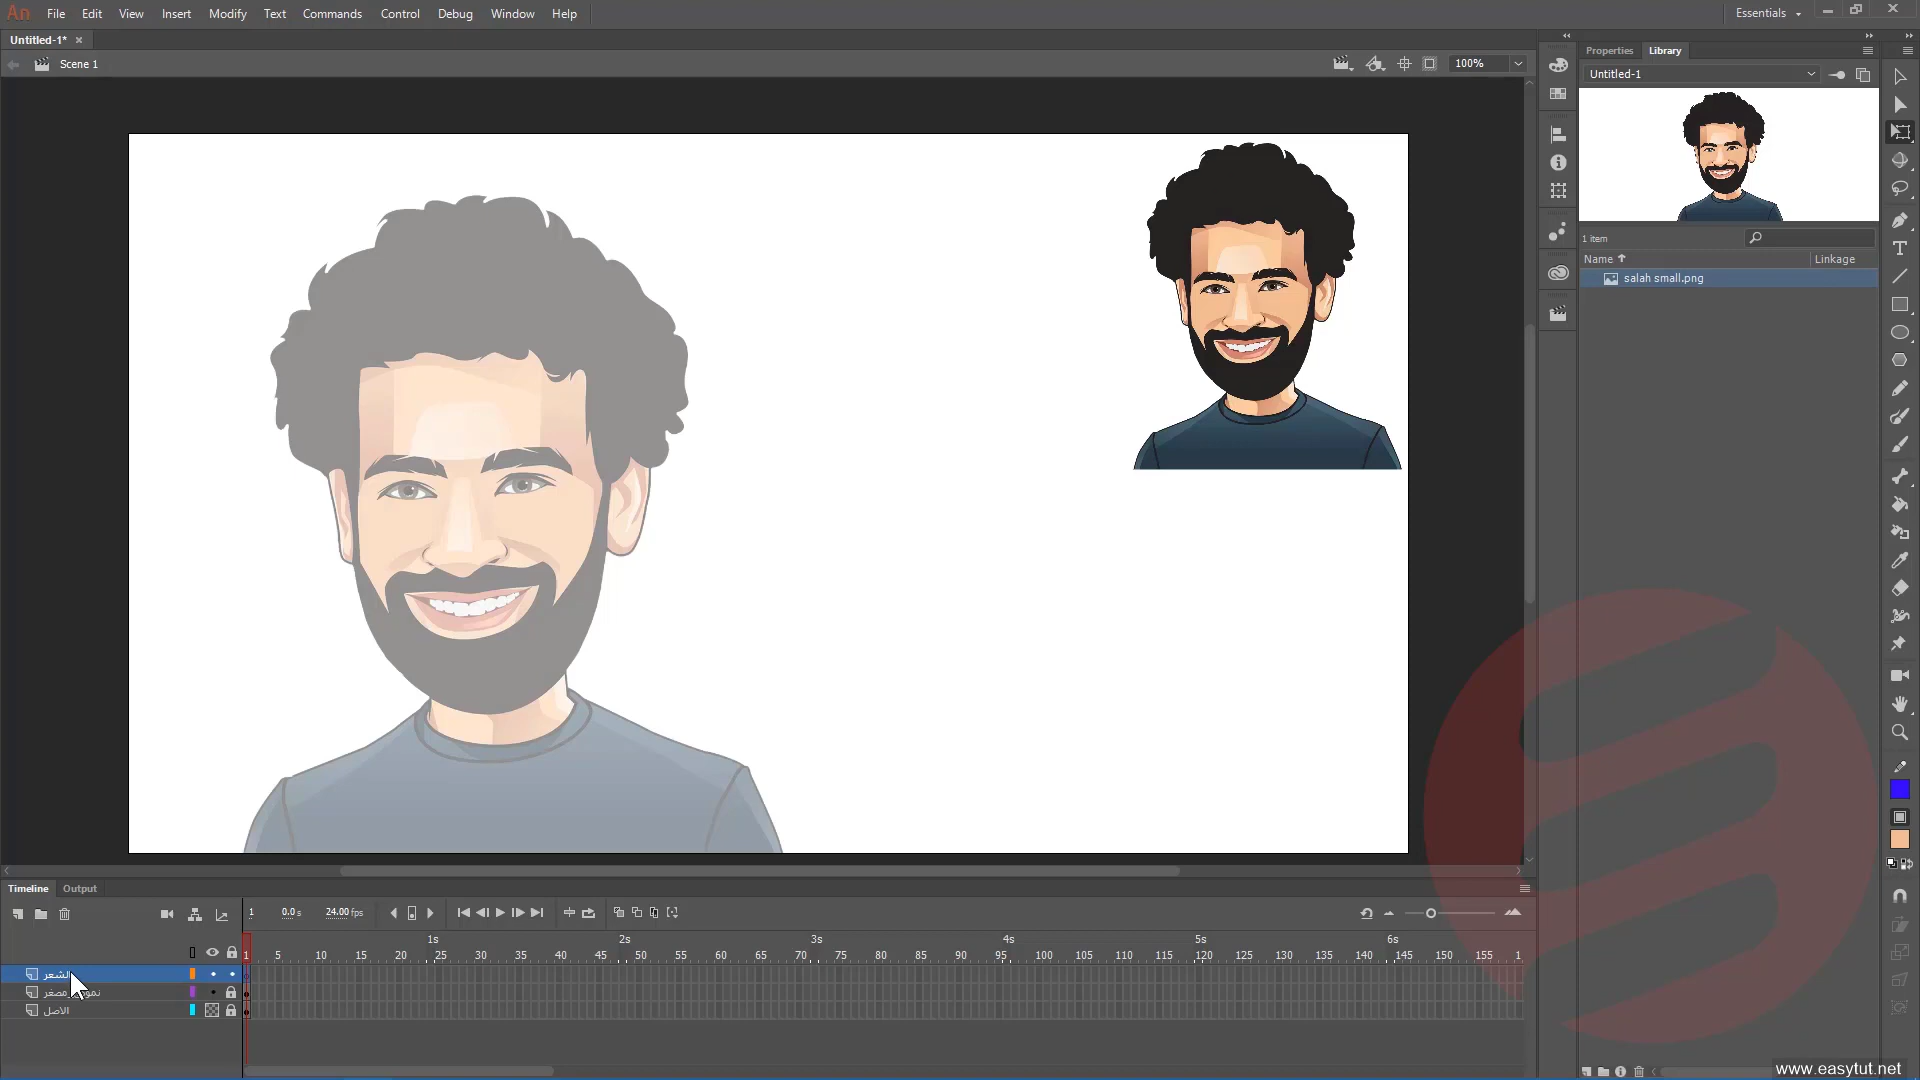 An File Edit View Insert Modify Text Commands Control Debug Window Help Essentials
Untitled-1*
Scene 1 100%
Properties Library
Untitled-1
1 item
Name Linkage
salah small.png
Timeline Output
1 0.0 s 24.00 fps
1s 2s 3s 4s 5s 6s
1 5 10 15 20 25 30 35 40 45 50 55 60 65 70 75 80 85 90 95 100 105 110 115 120 125 130 135 140 145 150 155 1
الشعر
مصغر
الاصل
www.easytut.net